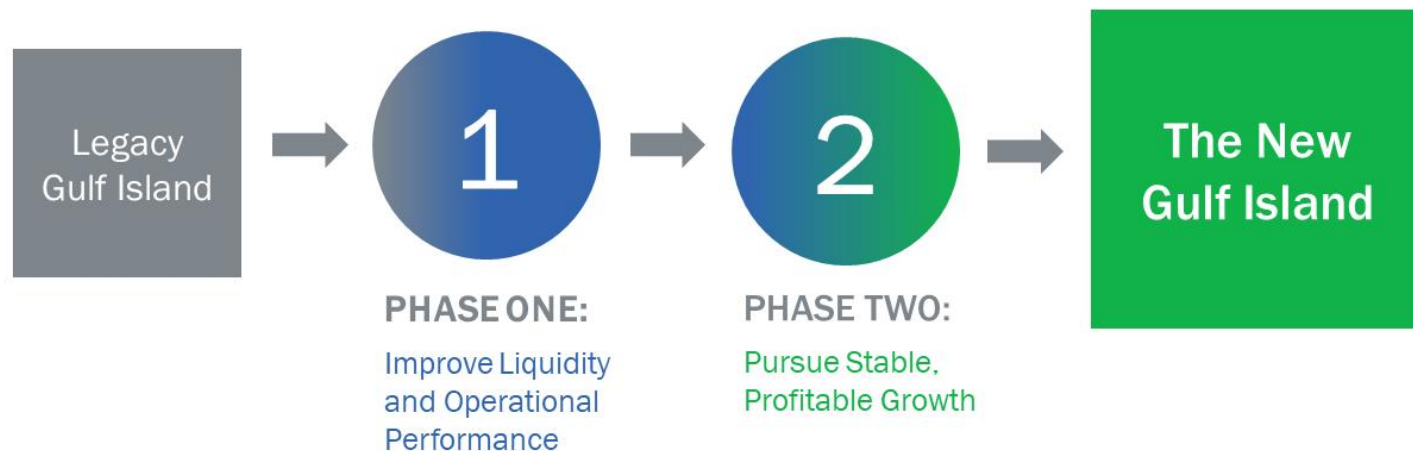 Legacy
Gulf Island
1
PHASE ONE:
Improve Liquidity
and Operational
Performance
2
PHASE TWO:
Pursue Stable,
Profitable Growth
The New
Gulf Island